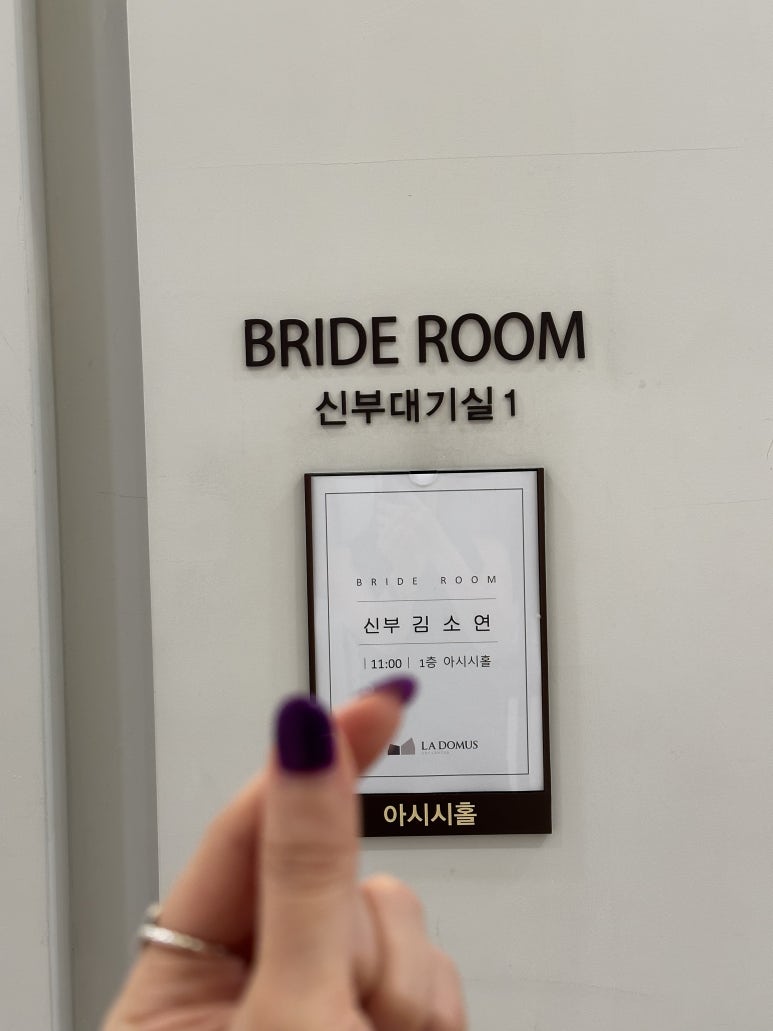 BRIDE ROOM
신부대기실 1
BRIDE ROOM
신부 김 소 연
| 11:00 | 1층 아시시홀
LA DOMUS
아시시홀